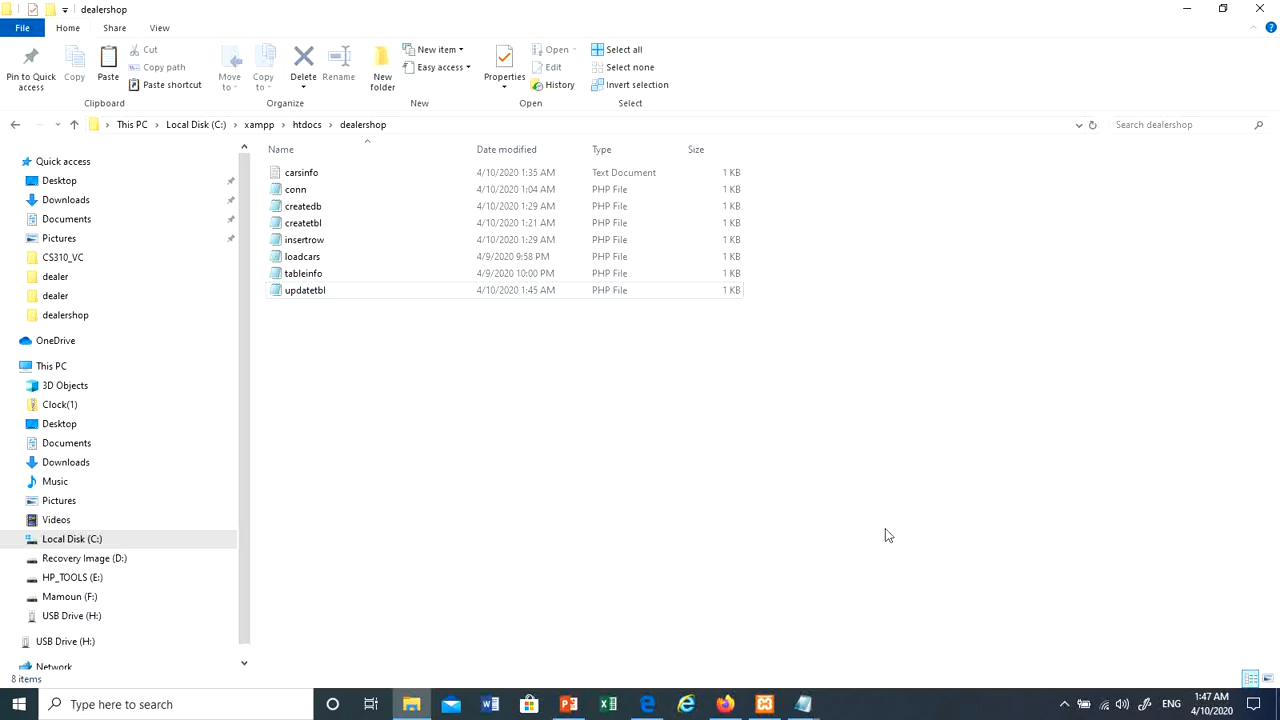 dealershop
File Home Share View
Pin to Quick access
Copy
Paste
Cut
Copy path
Paste shortcut
Clipboard
Move to
Copy to
Delete
Rename
Organize
New folder
New item
Easy access
New
Properties
Open
Edit
History
Open
Select all
Select none
Invert selection
Select
This PC Local Disk (C:) xampp htdocs dealershop
Search dealershop
Quick access
Desktop
Downloads
Documents
Pictures
CS310_VC
dealer
dealer
dealershop
OneDrive
This PC
3D Objects
Clock(1)
Desktop
Documents
Downloads
Music
Pictures
Videos
Local Disk (C:)
Recovery Image (D:)
HP_TOOLS (E:)
Mamoun (F:)
USB Drive (H:)
USB Drive (H:)
Network
Name Date modified Type Size
carsinfo 4/10/2020 1:35 AM Text Document 1 KB
conn 4/10/2020 1:04 AM PHP File 1 KB
createdb 4/10/2020 1:29 AM PHP File 1 KB
createtbl 4/10/2020 1:21 AM PHP File 1 KB
insertrow 4/10/2020 1:29 AM PHP File 1 KB
loadcars 4/9/2020 9:58 PM PHP File 1 KB
tableinfo 4/9/2020 10:00 PM PHP File 1 KB
updatetbl 4/10/2020 1:45 AM PHP File 1 KB
8 items
Type here to search
ENG
1:47 AM
4/10/2020